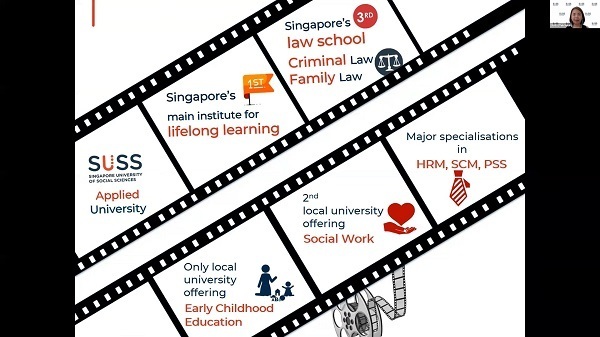 Singapore's 3RD
law school
Criminal Law
Family Law
Singapore's 1ST
main institute for
lifelong learning
SUSS
SINGAPORE UNIVERSITY
OF SOCIAL SCIENCES
Applied
University
Major specialisations
in
HRM, SCM, PSS
2nd
local university
offering
Social Work
Only local
university
offering
Early Childhood
Education